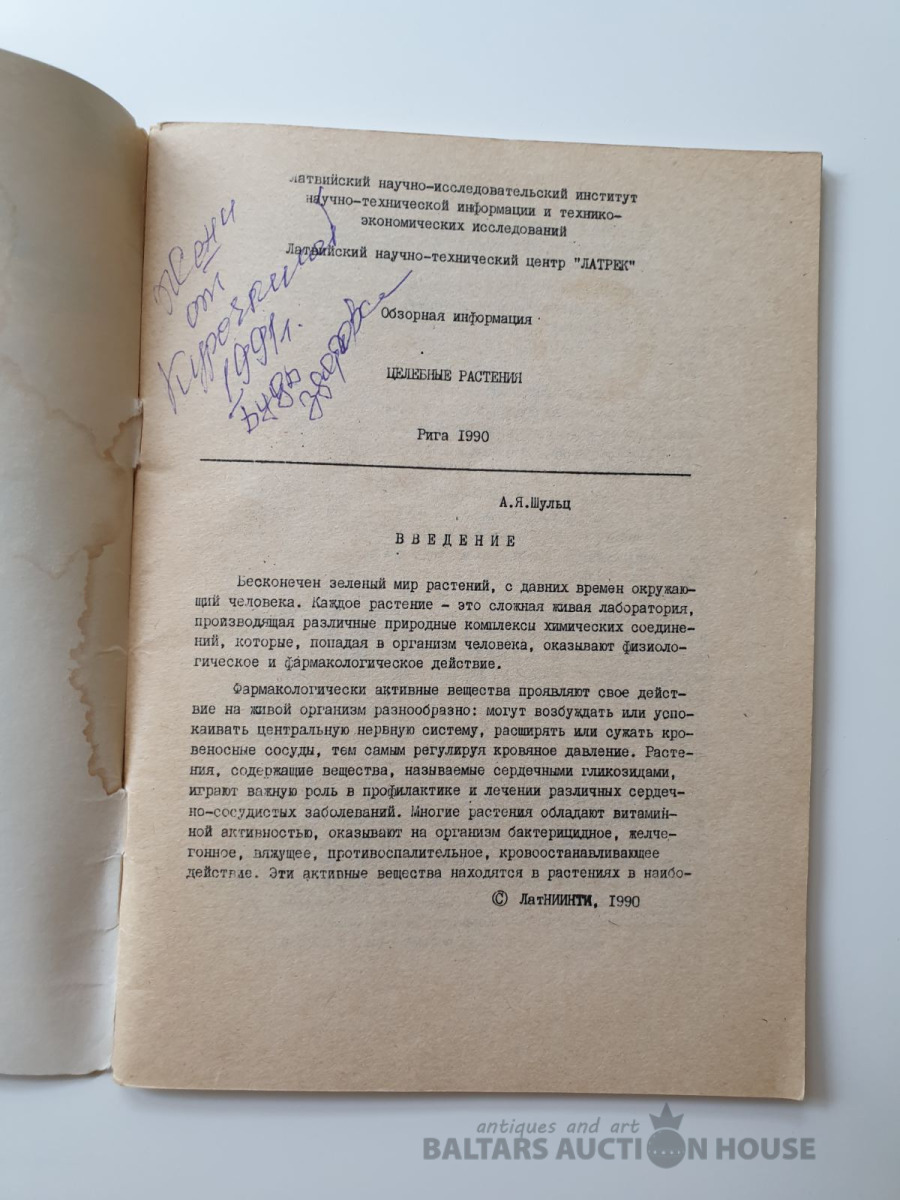 Латвийский научно-исследовательский институт
научно-технической информации и технико-
экономических исследований
Латвийский научно-технический центр "ЛАТРЕК"
Жени
от
1991г.
Будь
здорова
Обзорная информация
ЦЕЛЕБНЫЕ РАСТЕНИЯ
Рига 1990
А.Я.Шульц
ВВЕДЕНИЕ
Бесконечен зеленый мир растений, с давних времен окружаю-
щий человека. Каждое растение - это сложная живая лаборатория,
производящая различные природные комплексы химических соедине-
ний, которые, попадая в организм человека, оказывают физиоло-
гическое и фармакологическое действие.
Фармакологически активные вещества проявляют свое дейст-
вие на живой организм разнообразно: могут возбуждать или успо-
каивать центральную нервную систему, расширять или сужать кро-
веносные сосуды, тем самым регулируя кровяное давление. Расте-
ния, содержащие вещества, называемые сердечными гликозидами,
играют важную роль в профилактике и лечении различных сердеч-
но-сосудистых заболеваний. Многие растения обладают витамин-
ной активностью, оказывают на организм бактерицидное, желче-
гонное, вяжущее, противоспалительное, кровоостанавливающее
действие. Эти активные вещества находятся в растениях в наибо-
© ЛатНИИНТИ, 1990
antiques and art
BALTARS AUCTION HOUSE